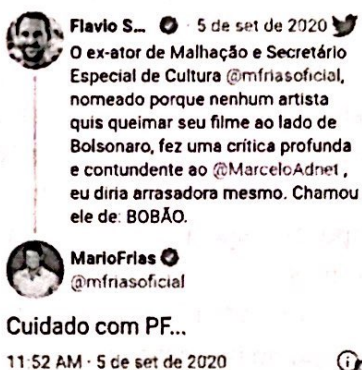 Flavio S... · 5 de set de 2020
O ex-ator de Malhação e Secretário
Especial de Cultura @mfriasoficial,
nomeado porque nenhum artista
quis queimar seu filme ao lado de
Bolsonaro, fez uma crítica profunda
e contundente ao @MarceloAdnet ,
eu diria arrasadora mesmo. Chamou
ele de: BOBÃO.
MarioFrias
@mfriasoficial
Cuidado com PF...
11:52 AM · 5 de set de 2020